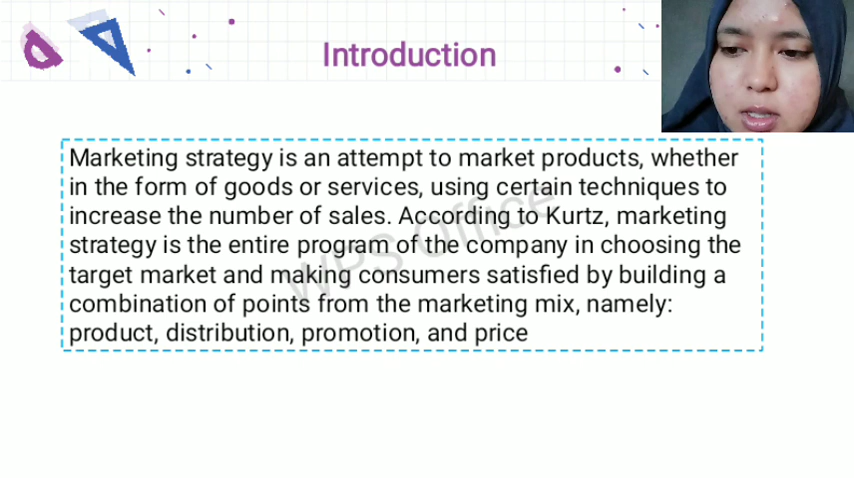 Introduction
Marketing strategy is an attempt to market products, whether
in the form of goods or services, using certain techniques to
increase the number of sales. According to Kurtz, marketing
strategy is the entire program of the company in choosing the
target market and making consumers satisfied by building a
combination of points from the marketing mix, namely:
product, distribution, promotion, and price
WPS Office